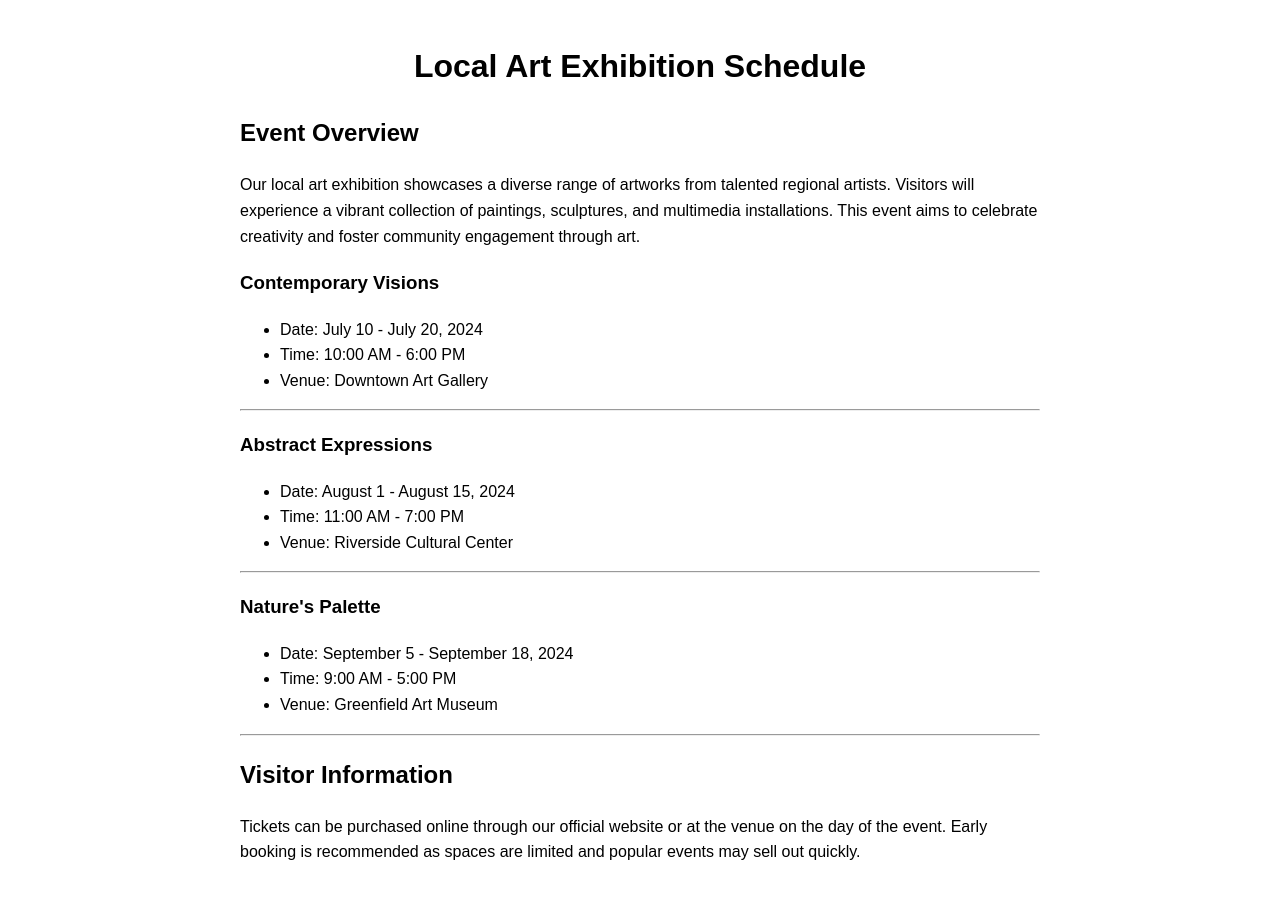 Local Art Exhibition Schedule
Event Overview
Our local art exhibition showcases a diverse range of artworks from talented regional artists. Visitors will
experience a vibrant collection of paintings, sculptures, and multimedia installations. This event aims to celebrate
creativity and foster community engagement through art.
Contemporary Visions
• Date: July 10 - July 20, 2024
• Time: 10:00 AM - 6:00 PM
• Venue: Downtown Art Gallery
Abstract Expressions
• Date: August 1 - August 15, 2024
• Time: 11:00 AM - 7:00 PM
• Venue: Riverside Cultural Center
Nature's Palette
• Date: September 5 - September 18, 2024
• Time: 9:00 AM - 5:00 PM
• Venue: Greenfield Art Museum
Visitor Information
Tickets can be purchased online through our official website or at the venue on the day of the event. Early
booking is recommended as spaces are limited and popular events may sell out quickly.